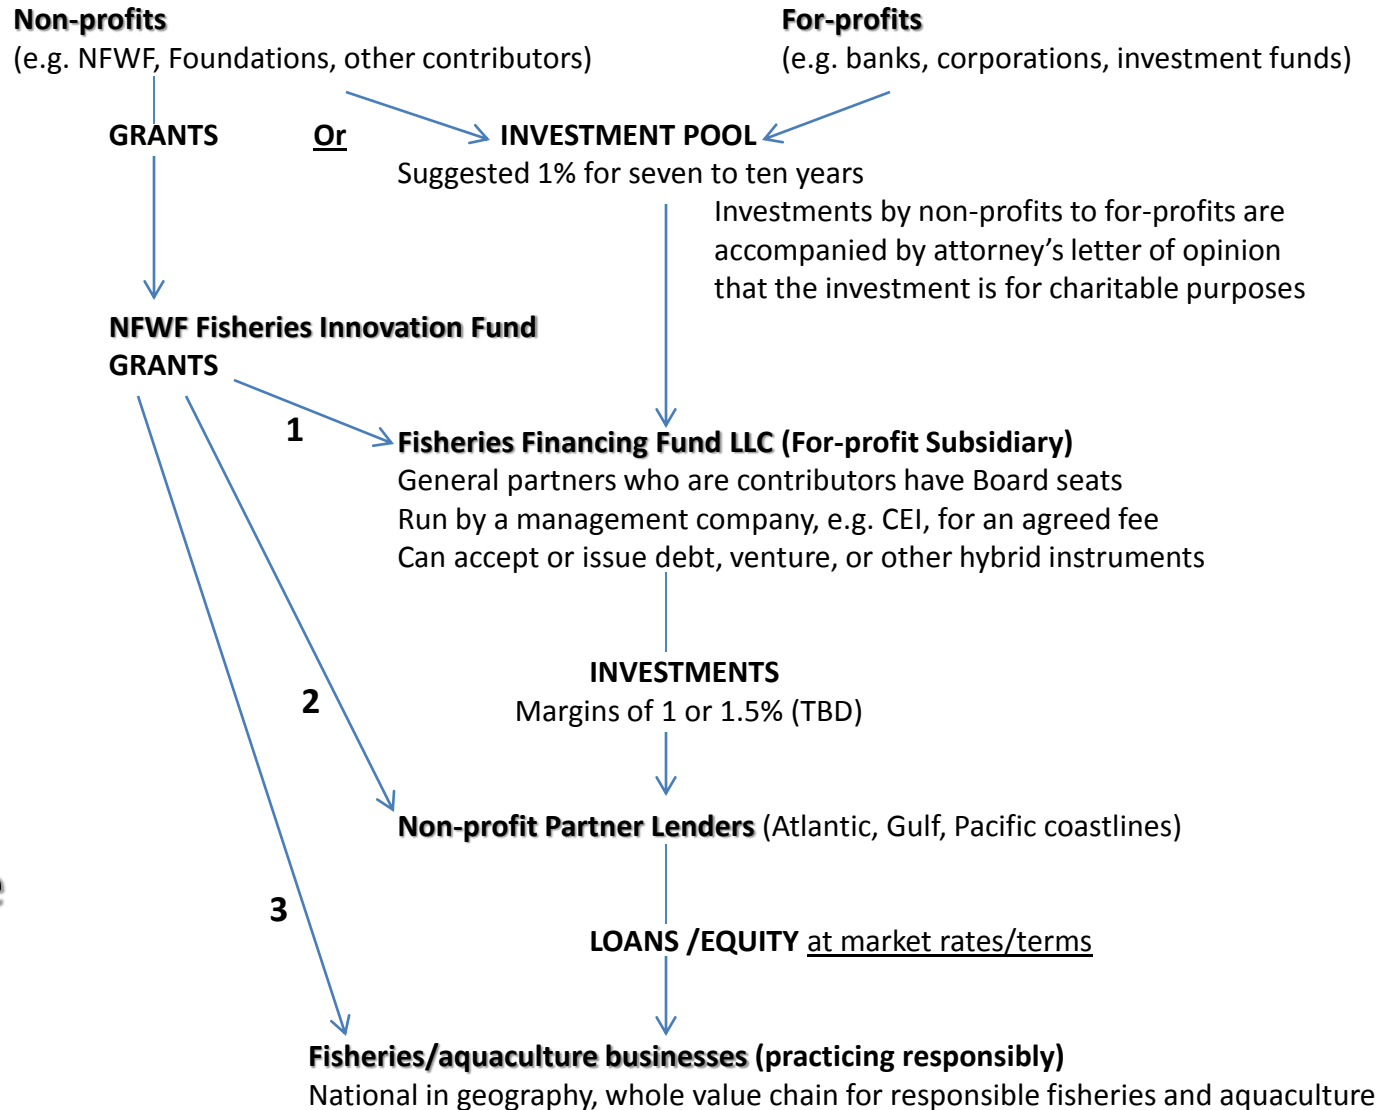 Non-profits
(e.g. NFWF, Foundations, other contributors)
For-profits
(e.g. banks, corporations, investment funds)
GRANTS
Or
INVESTMENT POOL
Suggested 1% for seven to ten years
Investments by non-profits to for-profits are
accompanied by attorney's letter of opinion
that the investment is for charitable purposes
NFWF Fisheries Innovation Fund
GRANTS
1
Fisheries Financing Fund LLC (For-profit Subsidiary)
General partners who are contributors have Board seats
Run by a management company, e.g. CEI, for an agreed fee
Can accept or issue debt, venture, or other hybrid instruments
INVESTMENTS
Margins of 1 or 1.5% (TBD)
2
Non-profit Partner Lenders (Atlantic, Gulf, Pacific coastlines)
3
LOANS /EQUITY at market rates/terms
Fisheries/aquaculture businesses (practicing responsibly)
National in geography, whole value chain for responsible fisheries and aquaculture